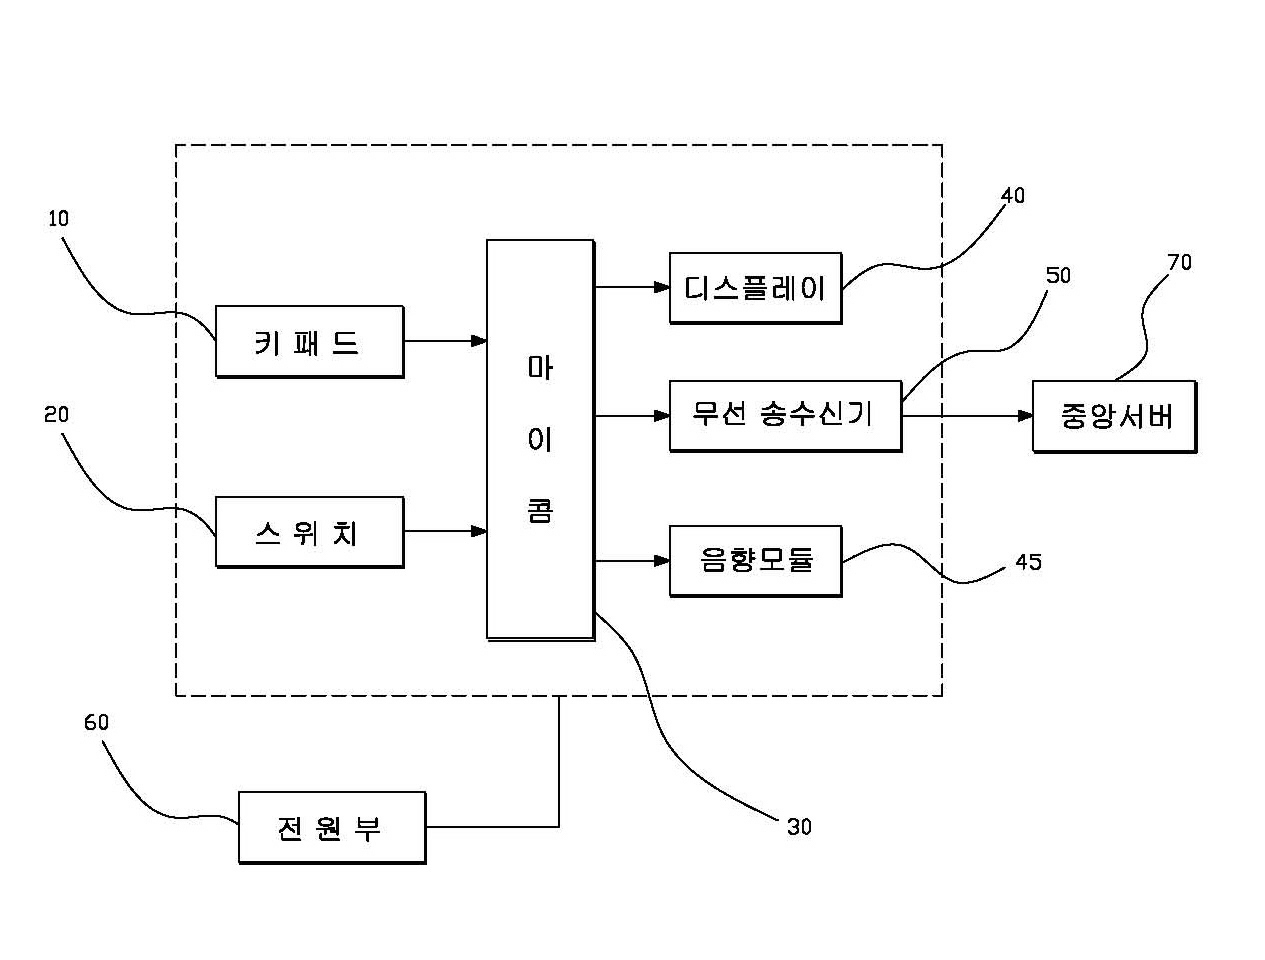 10
키 패 드
20
스 위 치
마
이
콤
디스플레이
40
무선 송수신기
50
중앙서버
70
음향모듈
45
60
전 원 부
30